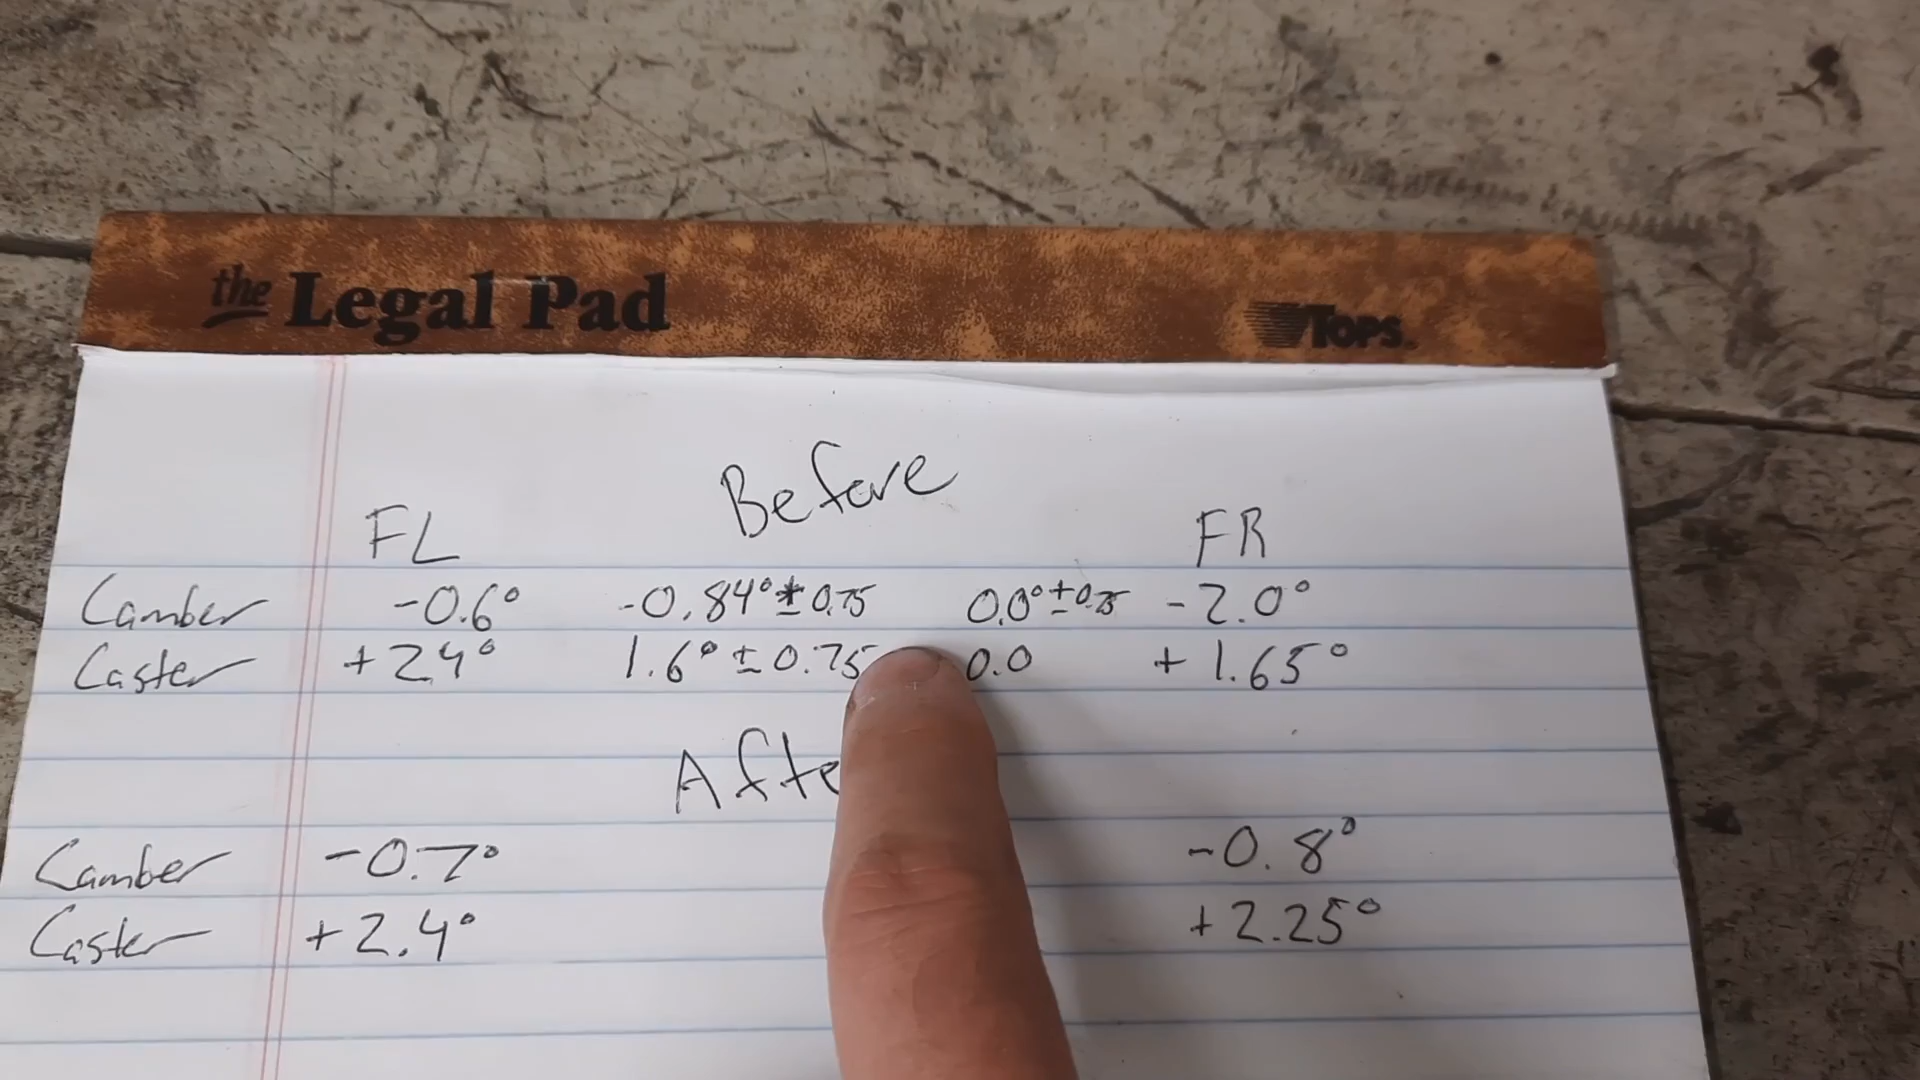 the Legal Pad TOPS
Before
FL FR
Camber -0.6° -0.84° ± 0.75 0.0° ± 0.75 -2.0°
Caster +2.4° 1.6° ± 0.75 0.0 +1.65°
Afte
Camber -0.7° -0.8°
Caster +2.4° +2.25°